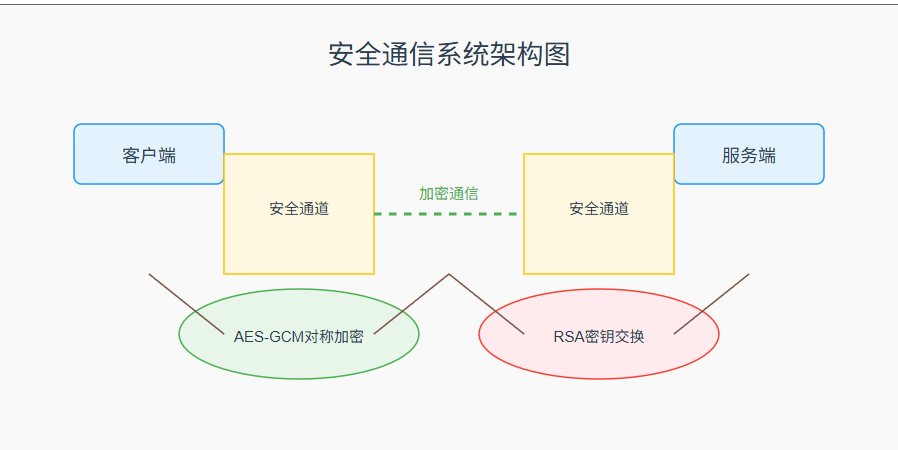 安全通信系统架构图
客户端
服务端
安全通道
加密通信
安全通道
AES-GCM对称加密
RSA密钥交换